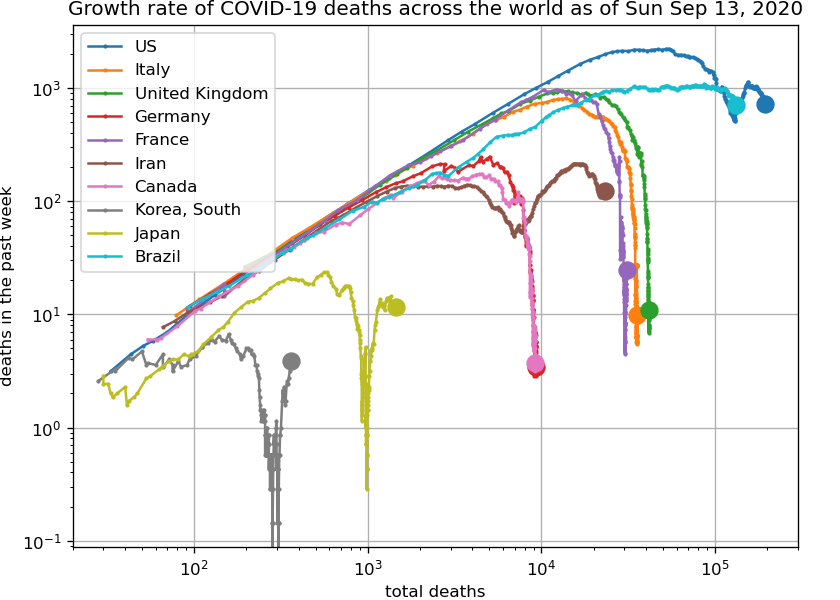 Growth rate of COVID-19 deaths across the world as of Sun Sep 13, 2020
US
Italy
United Kingdom
Germany
France
Iran
Canada
Korea, South
Japan
Brazil
deaths in the past week
10³
10²
10¹
10⁰
10⁻¹
10² 10³ 10⁴ 10⁵
total deaths